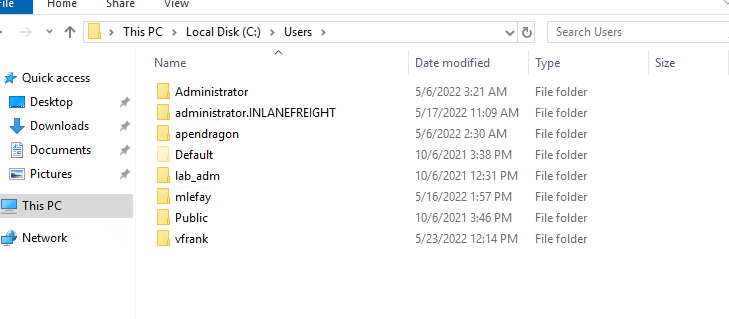 File Home Share View
This PC Local Disk (C:) Users Search Users
Name Date modified Type Size
Quick access
Desktop
Downloads
Documents
Pictures
This PC
Network
Administrator 5/6/2022 3:21 AM File folder
administrator.INLANEFREIGHT 5/17/2022 11:09 AM File folder
apendragon 5/6/2022 2:30 AM File folder
Default 10/6/2021 3:38 PM File folder
lab_adm 10/6/2021 12:31 PM File folder
mlefay 5/16/2022 1:57 PM File folder
Public 10/6/2021 3:46 PM File folder
vfrank 5/23/2022 12:14 PM File folder